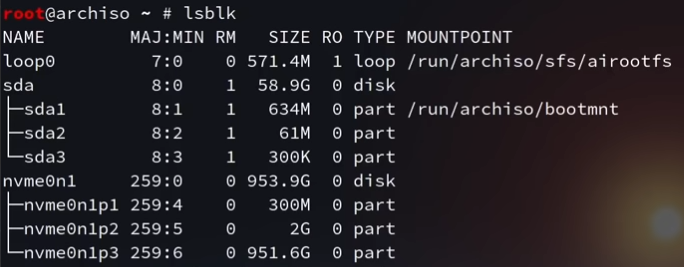 root@archiso ~ # lsblk
NAME        MAJ:MIN RM   SIZE RO TYPE MOUNTPOINT
loop0         7:0    0 571.4M  1 loop /run/archiso/sfs/airootfs
sda           8:0    1  58.9G  0 disk
├─sda1        8:1    1   634M  0 part /run/archiso/bootmnt
├─sda2        8:2    1    61M  0 part
└─sda3        8:3    1   300K  0 part
nvme0n1     259:0    0 953.9G  0 disk
├─nvme0n1p1 259:4    0   300M  0 part
├─nvme0n1p2 259:5    0     2G  0 part
└─nvme0n1p3 259:6    0 951.6G  0 part